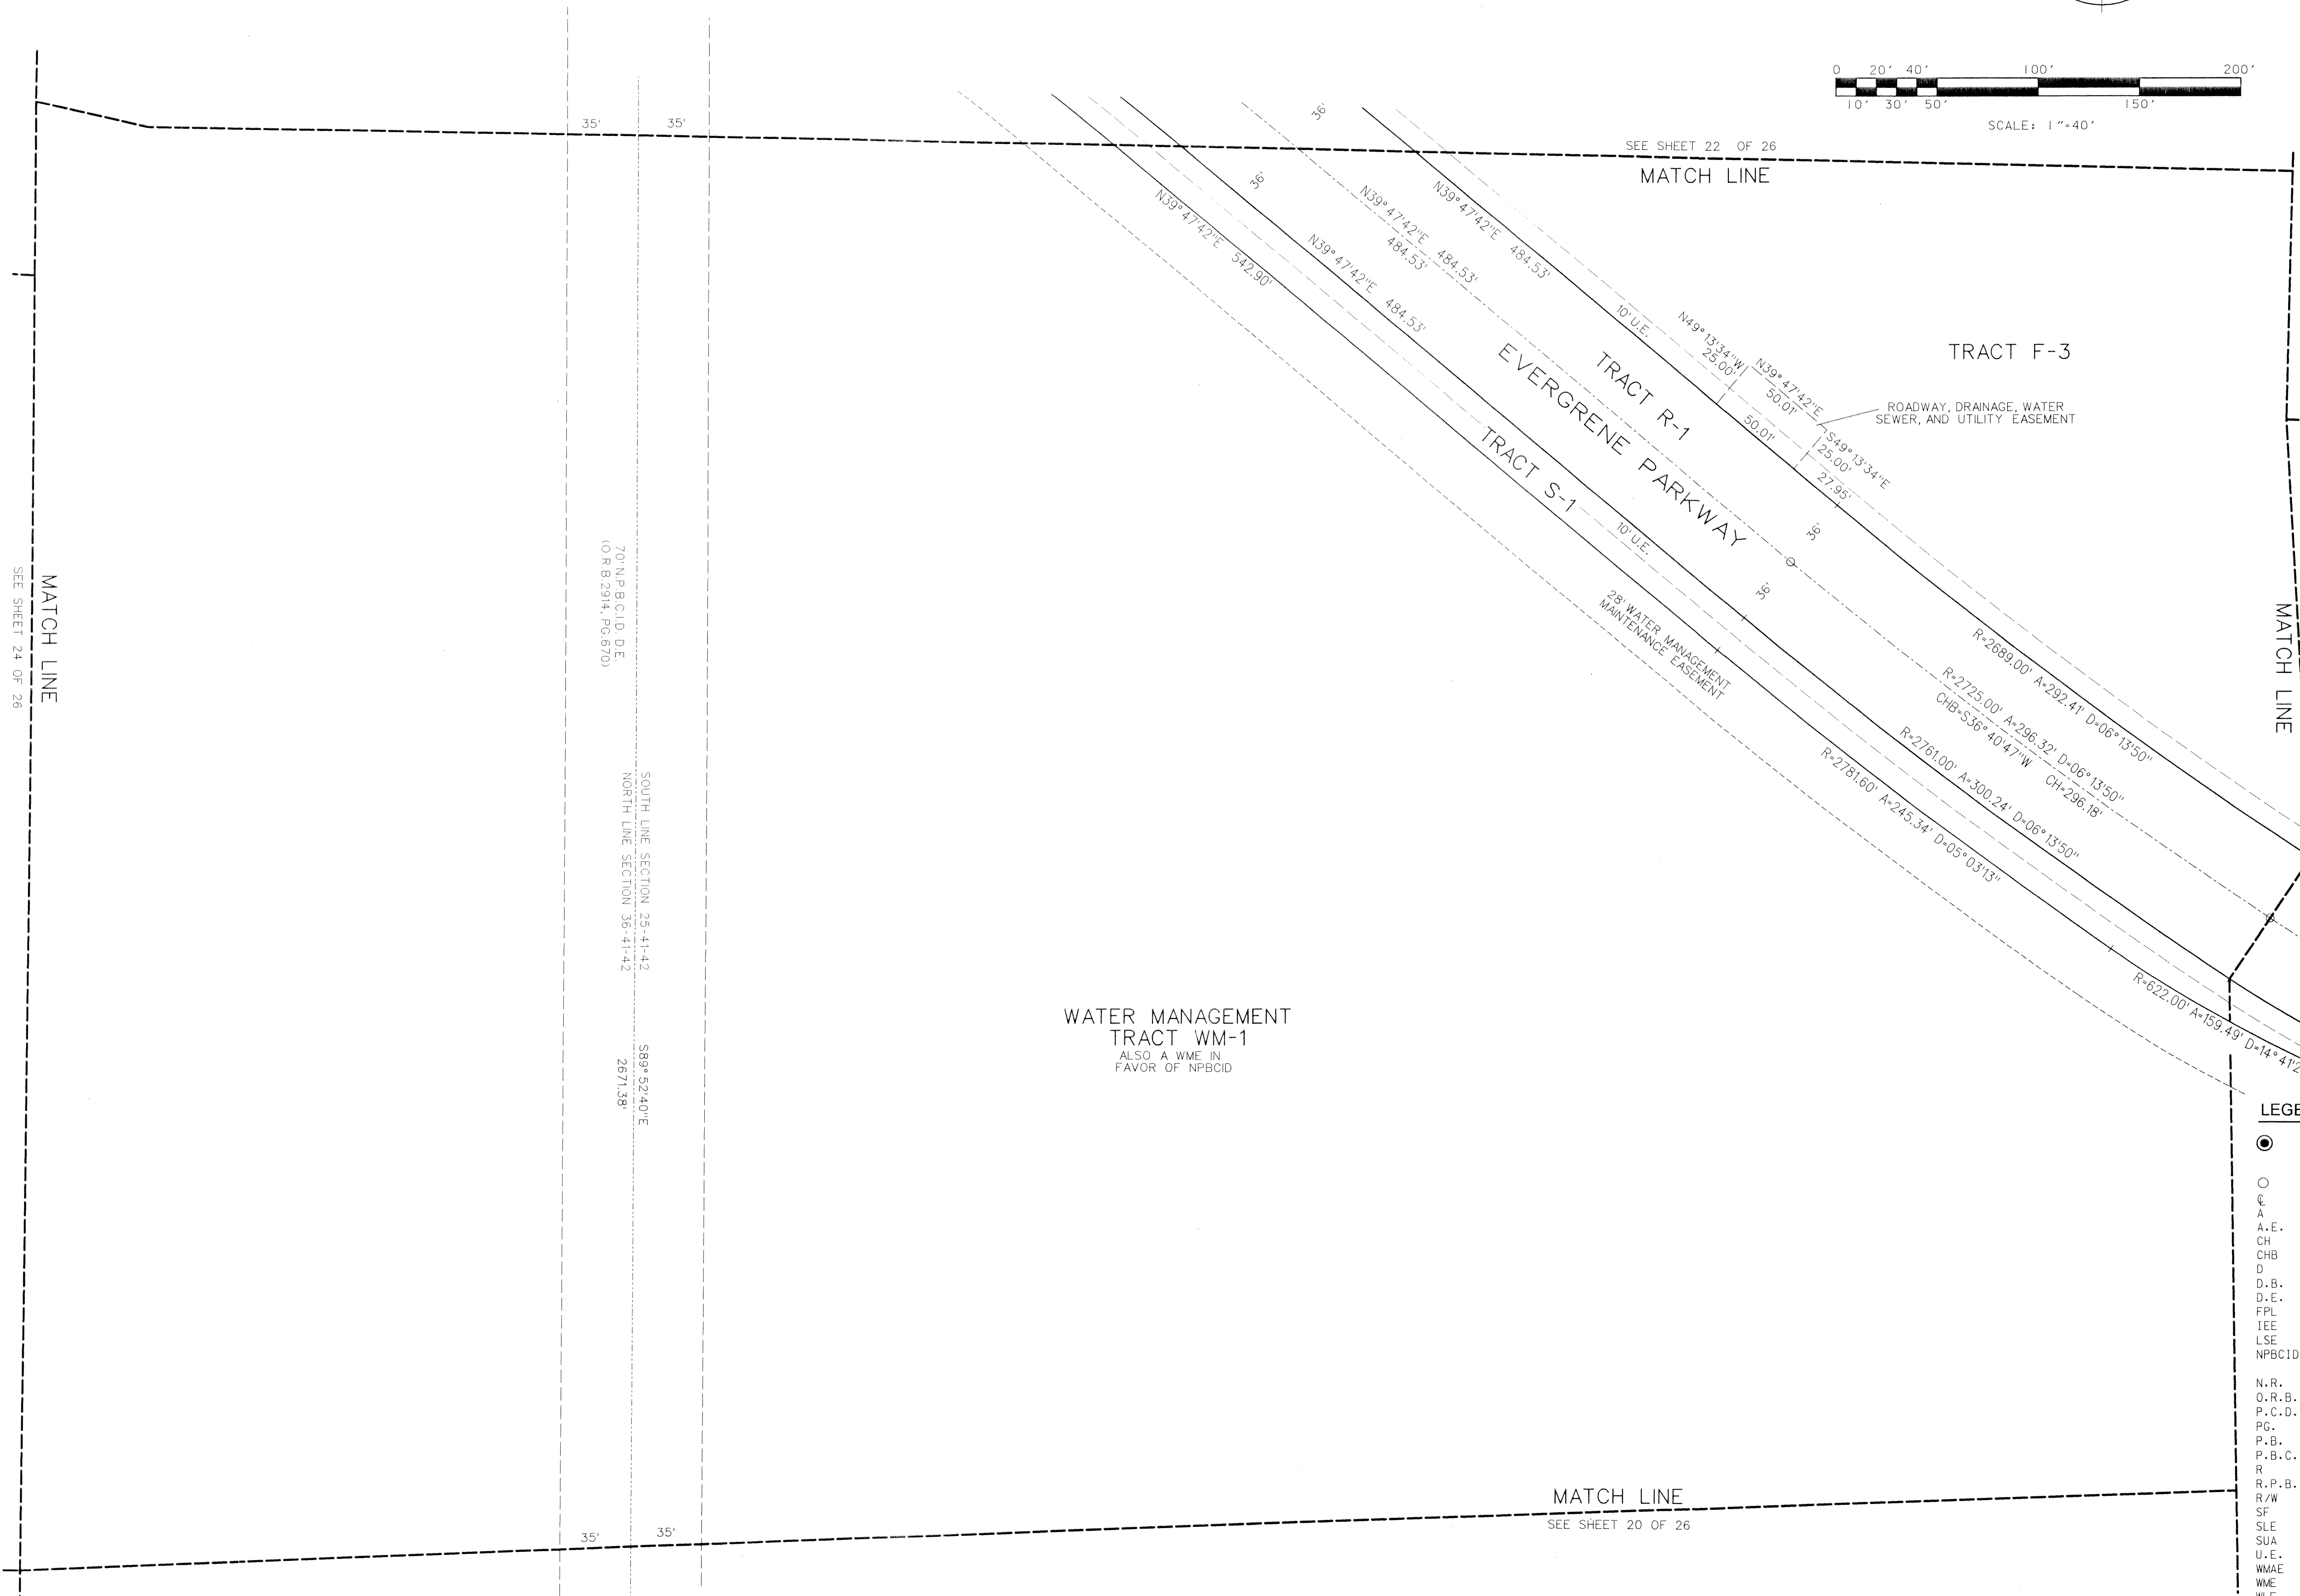 0 20' 40' 100' 200'
10' 30' 50' 150'
SCALE: 1"=40'
SEE SHEET 22 OF 26
MATCH LINE
35' 35'
36'
36'
N39°47'42"E 542.90'
N39°47'42"E 484.53'
N39°47'42"E 484.53'
484.53'
N39°47'42"E 484.53'
10' U.E.
N49°13'34"W
25.00'
N39°47'42"E
50.01'
50.01'
S49°13'34"E
25.00'
27.95'
TRACT F-3
ROADWAY, DRAINAGE, WATER
SEWER, AND UTILITY EASEMENT
TRACT R-1
EVERGRENE PARKWAY
TRACT S-1
10' U.E.
36'
36'
28' WATER MANAGEMENT
MAINTENANCE EASEMENT
R=2689.00' A=292.41' D=06°13'50"
R=2725.00' A=296.32' D=06°13'50"
CHB=S36°40'47"W CH=296.18'
R=2761.00' A=300.24' D=06°13'50"
R=2781.60' A=245.34' D=05°03'13"
R=622.00' A=159.49' D=14°41'2
MATCH LINE
MATCH LINE
SEE SHEET 24 OF 26
70' N.P.B.C.I.D. D.E.
(O.R.B.2914, PG.670)
SOUTH LINE SECTION 25-41-42
NORTH LINE SECTION 36-41-42
S89°52'40"E
2671.38'
WATER MANAGEMENT
TRACT WM-1
ALSO A WME IN
FAVOR OF NPBCID
MATCH LINE
SEE SHEET 20 OF 26
35' 35'
LEGE
℄
A
A.E.
CH
CHB
D
D.B.
D.E.
FPL
IEE
LSE
NPBCID
N.R.
O.R.B.
P.C.D.
PG.
P.B.
P.B.C.
R
R.P.B.
R/W
SF
SLE
SUA
U.E.
WMAE
WME